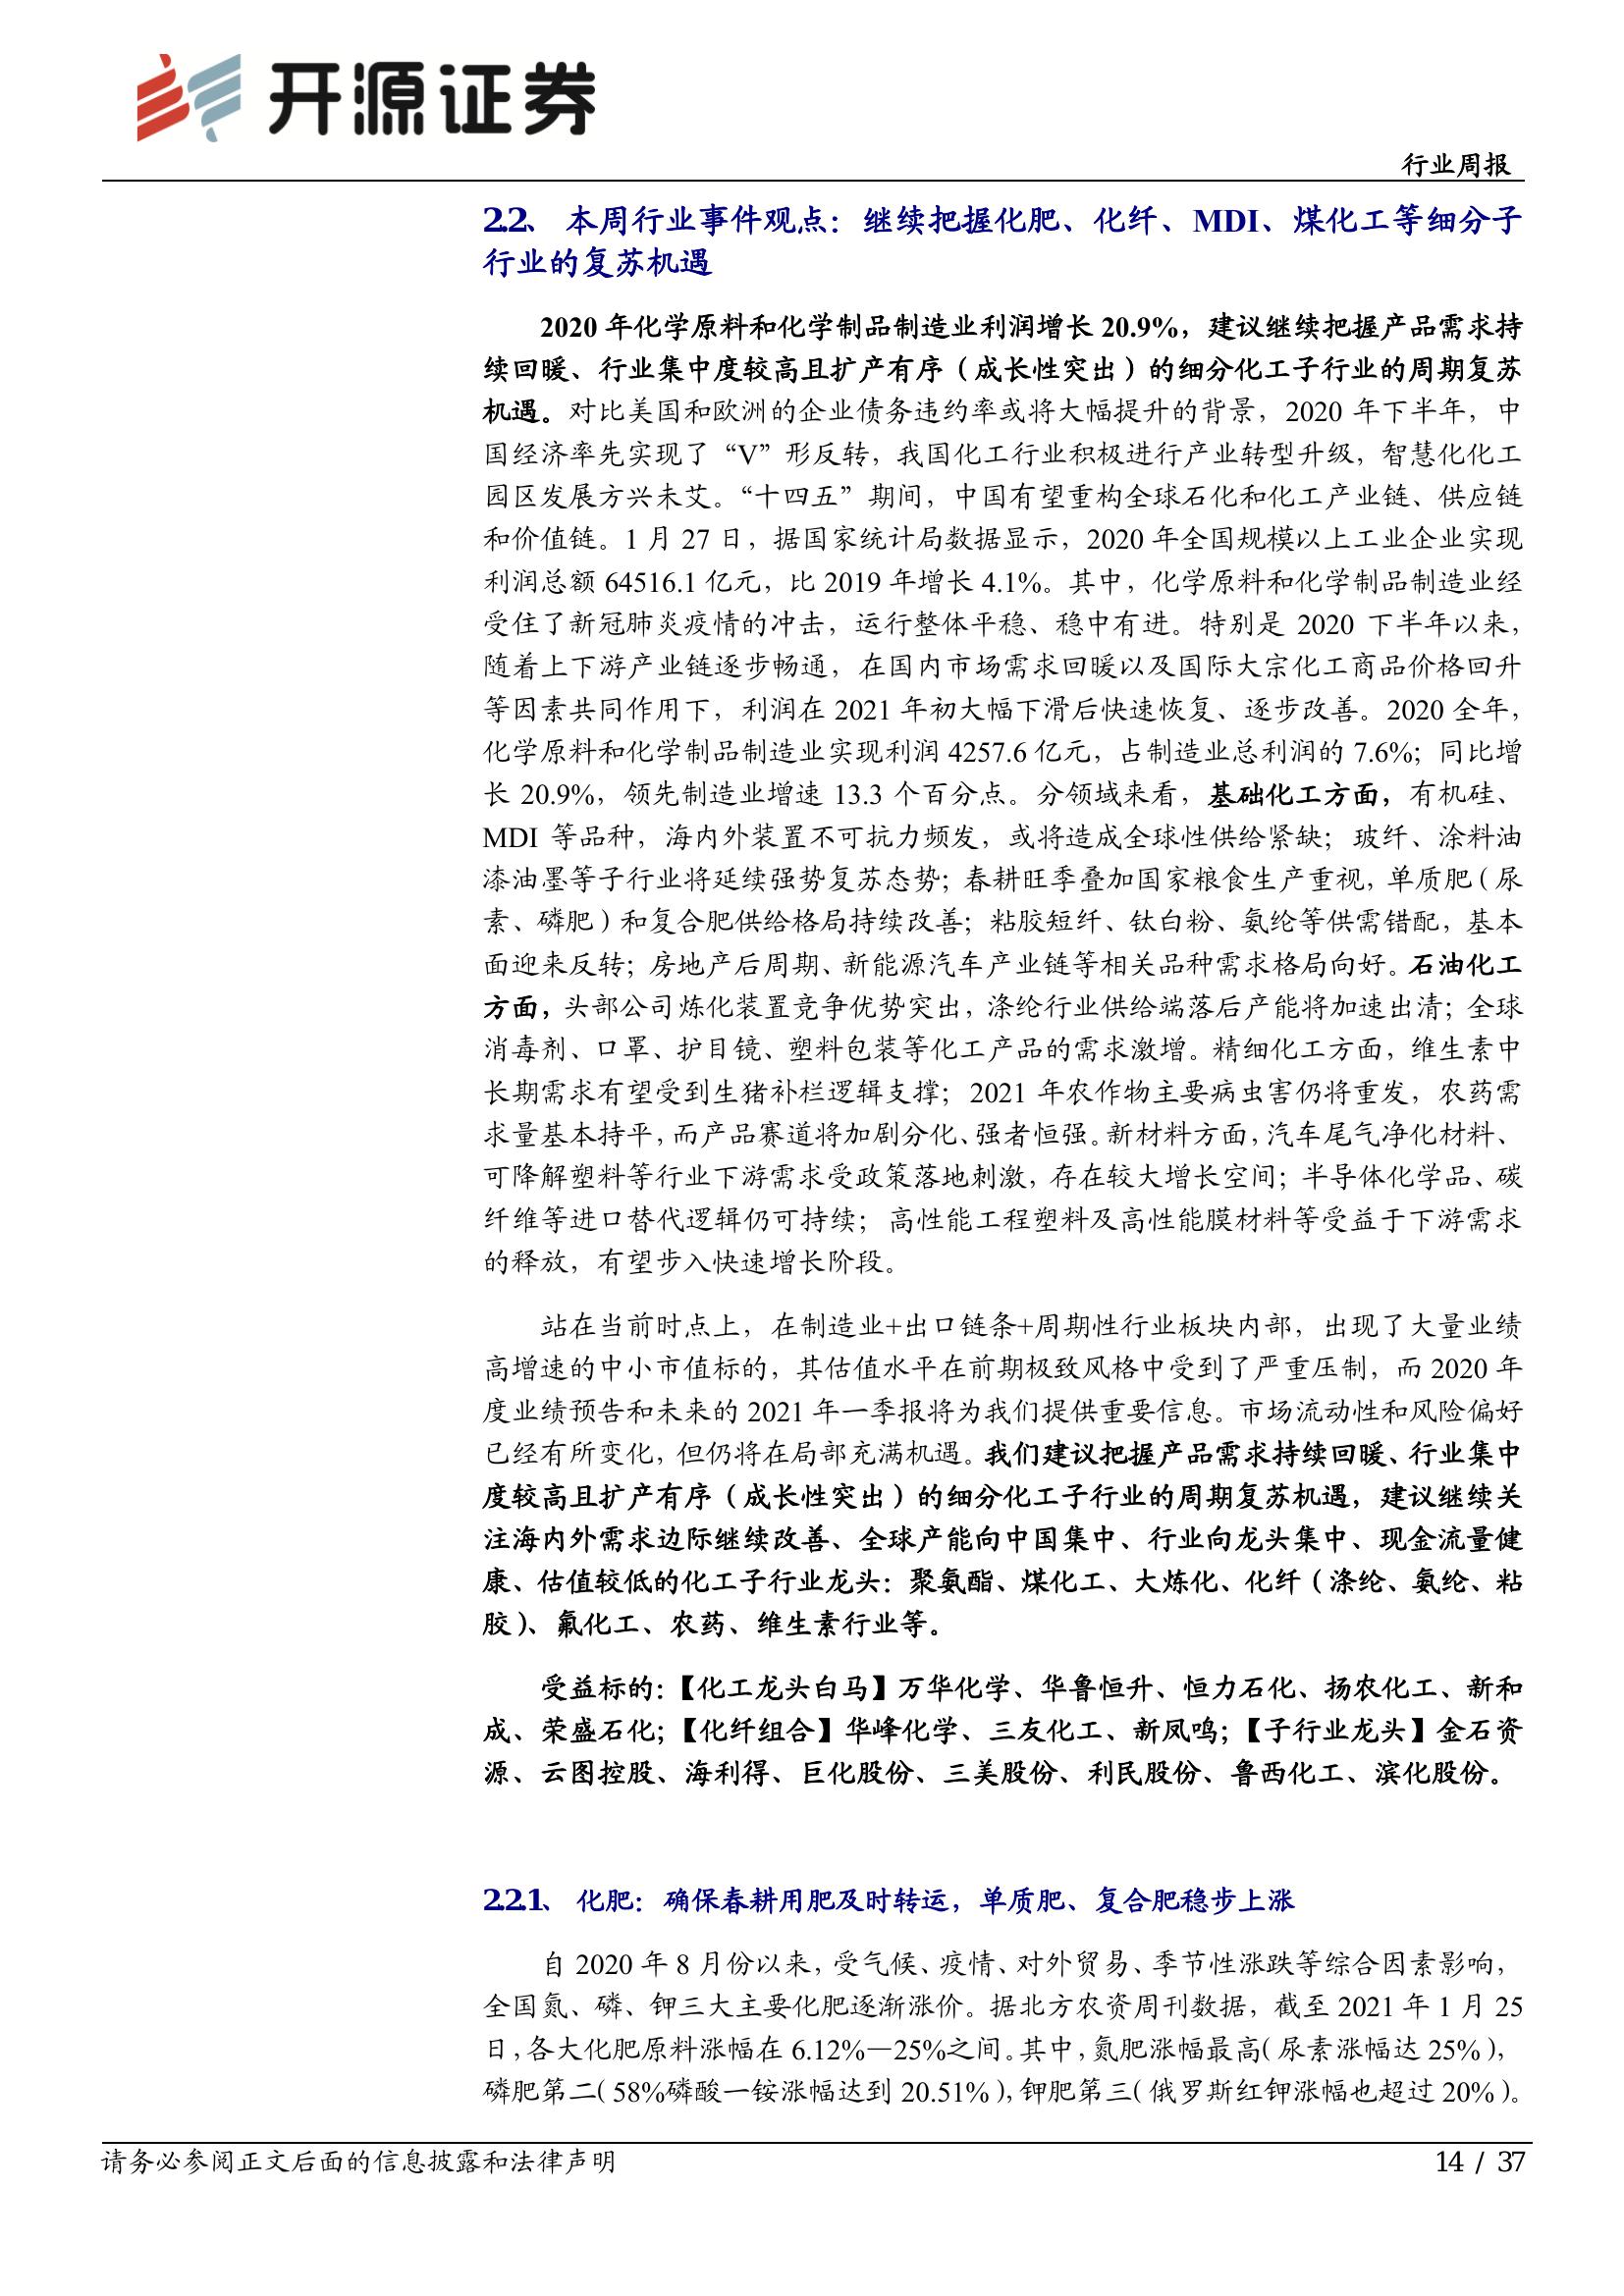 开源证券
行业周报
2.2、 本周行业事件观点：继续把握化肥、化纤、MDI、煤化工等细分子
行业的复苏机遇
2020 年化学原料和化学制品制造业利润增长 20.9%，建议继续把握产品需求持
续回暖、行业集中度较高且扩产有序（成长性突出）的细分化工子行业的周期复苏
机遇。对比美国和欧洲的企业债务违约率或将大幅提升的背景，2020 年下半年，中
国经济率先实现了“V”形反转，我国化工行业积极进行产业转型升级，智慧化化工
园区发展方兴未艾。“十四五”期间，中国有望重构全球石化和化工产业链、供应链
和价值链。1 月 27 日，据国家统计局数据显示，2020 年全国规模以上工业企业实现
利润总额 64516.1 亿元，比 2019 年增长 4.1%。其中，化学原料和化学制品制造业经
受住了新冠肺炎疫情的冲击，运行整体平稳、稳中有进。特别是 2020 下半年以来，
随着上下游产业链逐步畅通，在国内市场需求回暖以及国际大宗化工商品价格回升
等因素共同作用下，利润在 2021 年初大幅下滑后快速恢复、逐步改善。2020 全年，
化学原料和化学制品制造业实现利润 4257.6 亿元，占制造业总利润的 7.6%；同比增
长 20.9%，领先制造业增速 13.3 个百分点。分领域来看，基础化工方面，有机硅、
MDI 等品种，海内外装置不可抗力频发，或将造成全球性供给紧缺；玻纤、涂料油
漆油墨等子行业将延续强势复苏态势；春耕旺季叠加国家粮食生产重视，单质肥（尿
素、磷肥）和复合肥供给格局持续改善；粘胶短纤、钛白粉、氨纶等供需错配，基本
面迎来反转；房地产后周期、新能源汽车产业链等相关品种需求格局向好。石油化工
方面，头部公司炼化装置竞争优势突出，涤纶行业供给端落后产能将加速出清；全球
消毒剂、口罩、护目镜、塑料包装等化工产品的需求激增。精细化工方面，维生素中
长期需求有望受到生猪补栏逻辑支撑；2021 年农作物主要病虫害仍将重发，农药需
求量基本持平，而产品赛道将加剧分化、强者恒强。新材料方面，汽车尾气净化材料、
可降解塑料等行业下游需求受政策落地刺激，存在较大增长空间；半导体化学品、碳
纤维等进口替代逻辑仍可持续；高性能工程塑料及高性能膜材料等受益于下游需求
的释放，有望步入快速增长阶段。
站在当前时点上，在制造业+出口链条+周期性行业板块内部，出现了大量业绩
高增速的中小市值标的，其估值水平在前期极致风格中受到了严重压制，而 2020 年
度业绩预告和未来的 2021 年一季报将为我们提供重要信息。市场流动性和风险偏好
已经有所变化，但仍将在局部充满机遇。我们建议把握产品需求持续回暖、行业集中
度较高且扩产有序（成长性突出）的细分化工子行业的周期复苏机遇，建议继续关
注海内外需求边际继续改善、全球产能向中国集中、行业向龙头集中、现金流量健
康、估值较低的化工子行业龙头：聚氨酯、煤化工、大炼化、化纤（涤纶、氨纶、粘
胶）、氟化工、农药、维生素行业等。
受益标的：【化工龙头白马】万华化学、华鲁恒升、恒力石化、扬农化工、新和
成、荣盛石化；【化纤组合】华峰化学、三友化工、新凤鸣；【子行业龙头】金石资
源、云图控股、海利得、巨化股份、三美股份、利民股份、鲁西化工、滨化股份。
2.2.1、 化肥：确保春耕用肥及时转运，单质肥、复合肥稳步上涨
自 2020 年 8 月份以来，受气候、疫情、对外贸易、季节性涨跌等综合因素影响，
全国氮、磷、钾三大主要化肥逐渐涨价。据北方农资周刊数据，截至 2021 年 1 月 25
日，各大化肥原料涨幅在 6.12%—25%之间。其中，氮肥涨幅最高（尿素涨幅达 25%），
磷肥第二（58%磷酸一铵涨幅达到 20.51%），钾肥第三（俄罗斯红钾涨幅也超过 20%）。
请务必参阅正文后面的信息披露和法律声明
14 / 37